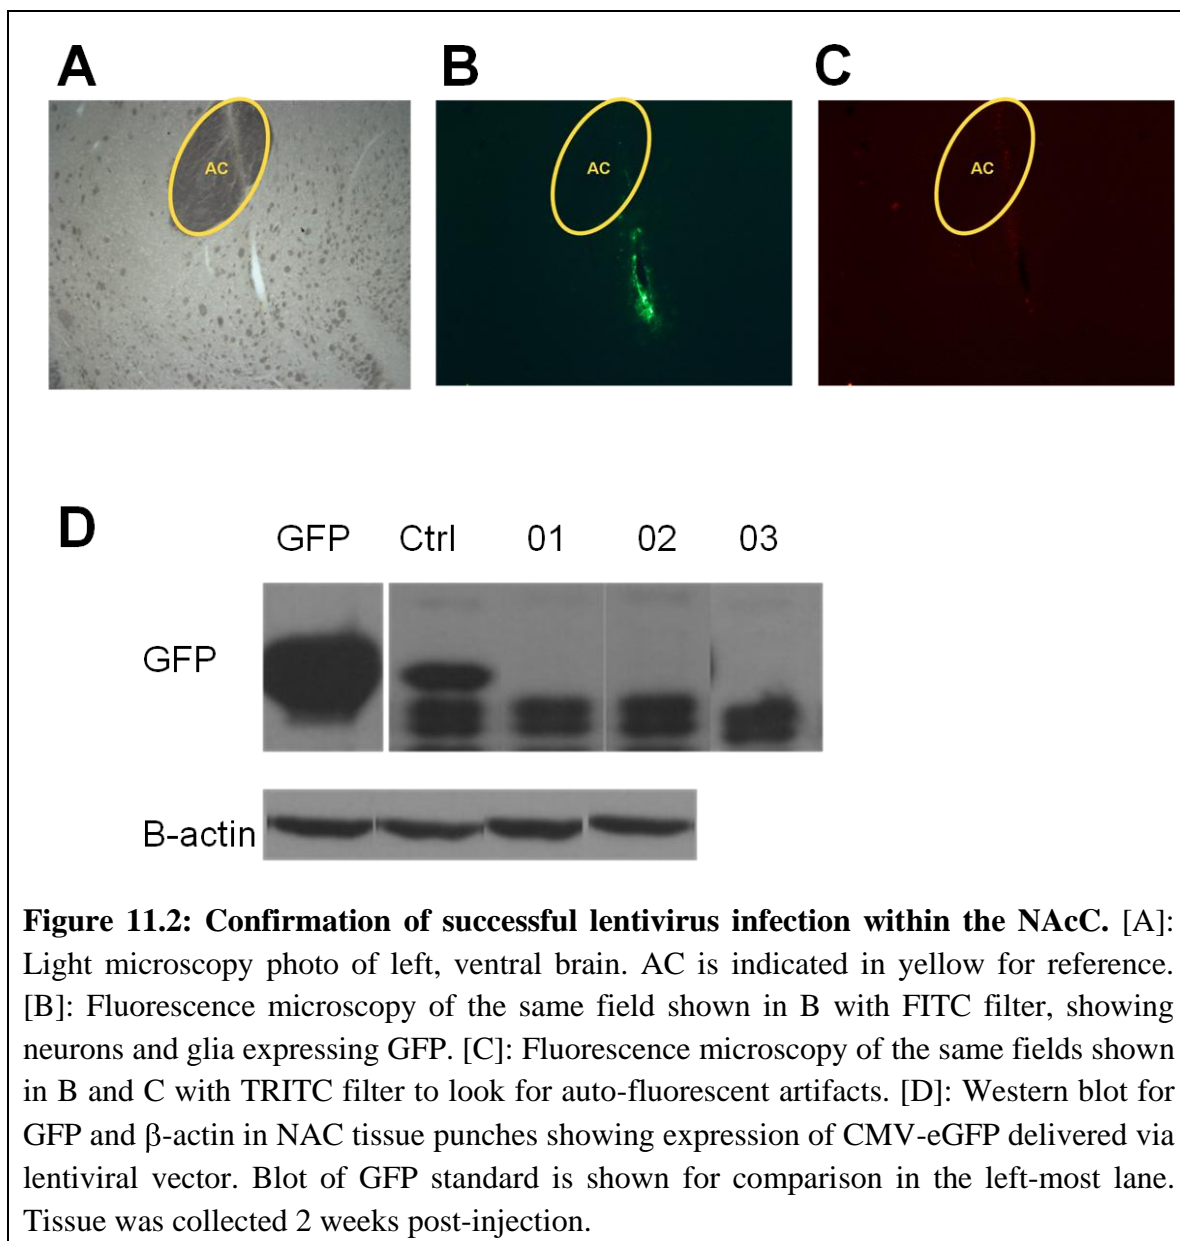 A
B
C
AC
AC
AC
D
GFP Ctrl 01 02 03
GFP
B-actin
Figure 11.2: Confirmation of successful lentivirus infection within the NAcC. [A]:
Light microscopy photo of left, ventral brain. AC is indicated in yellow for reference.
[B]: Fluorescence microscopy of the same field shown in B with FITC filter, showing
neurons and glia expressing GFP. [C]: Fluorescence microscopy of the same fields shown
in B and C with TRITC filter to look for auto-fluorescent artifacts. [D]: Western blot for
GFP and β-actin in NAC tissue punches showing expression of CMV-eGFP delivered via
lentiviral vector. Blot of GFP standard is shown for comparison in the left-most lane.
Tissue was collected 2 weeks post-injection.